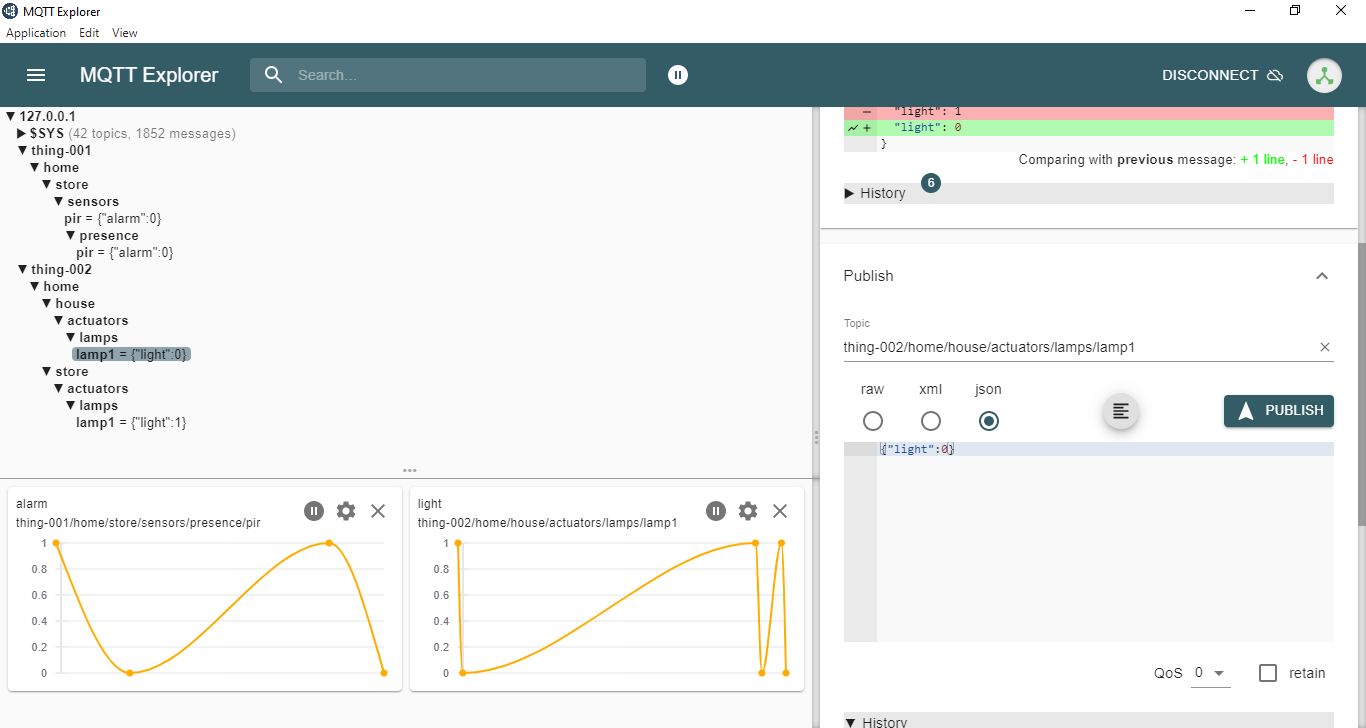 MQTT Explorer
Application Edit View
MQTT Explorer
Search...
DISCONNECT
▼ 127.0.0.1
▶ $SYS (42 topics, 1852 messages)
▼ thing-001
▼ home
▼ store
▼ sensors
pir = {"alarm":0}
▼ presence
pir = {"alarm":0}
▼ thing-002
▼ home
▼ house
▼ actuators
▼ lamps
lamp1 = {"light":0}
▼ store
▼ actuators
▼ lamps
lamp1 = {"light":1}
alarm
thing-001/home/store/sensors/presence/pir
1
0.8
0.6
0.4
0.2
0
light
thing-002/home/house/actuators/lamps/lamp1
1
0.8
0.6
0.4
0.2
0
- "light": 1
+ "light": 0
}
Comparing with previous message: + 1 line, - 1 line
▶ History 6
Publish
Topic
thing-002/home/house/actuators/lamps/lamp1
raw xml json
PUBLISH
{"light":0}
QoS 0 retain
▼ History